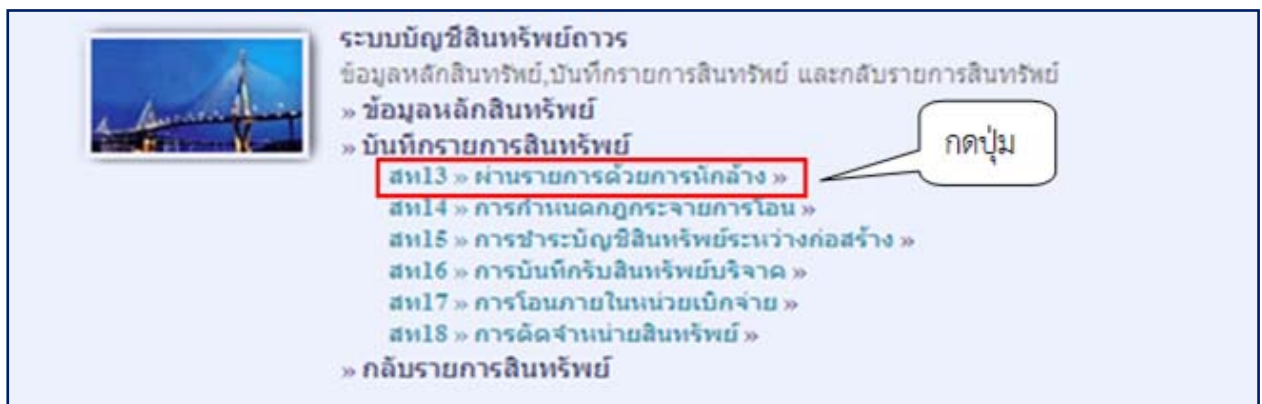 ระบบบัญชีสินทรัพย์ถาวร
ข้อมูลหลักสินทรัพย์,บันทึกรายการสินทรัพย์ และกลับรายการสินทรัพย์
» ข้อมูลหลักสินทรัพย์
» บันทึกรายการสินทรัพย์
กดปุ่ม
สท13 » ผ่านรายการด้วยการหักล้าง »
สท14 » การกำหนดกฎกระจายการโอน »
สท15 » การชำระบัญชีสินทรัพย์ระหว่างก่อสร้าง »
สท16 » การบันทึกรับสินทรัพย์บริจาค »
สท17 » การโอนภายในหน่วยเบิกจ่าย »
สท18 » การตัดจำหน่ายสินทรัพย์ »
» กลับรายการสินทรัพย์